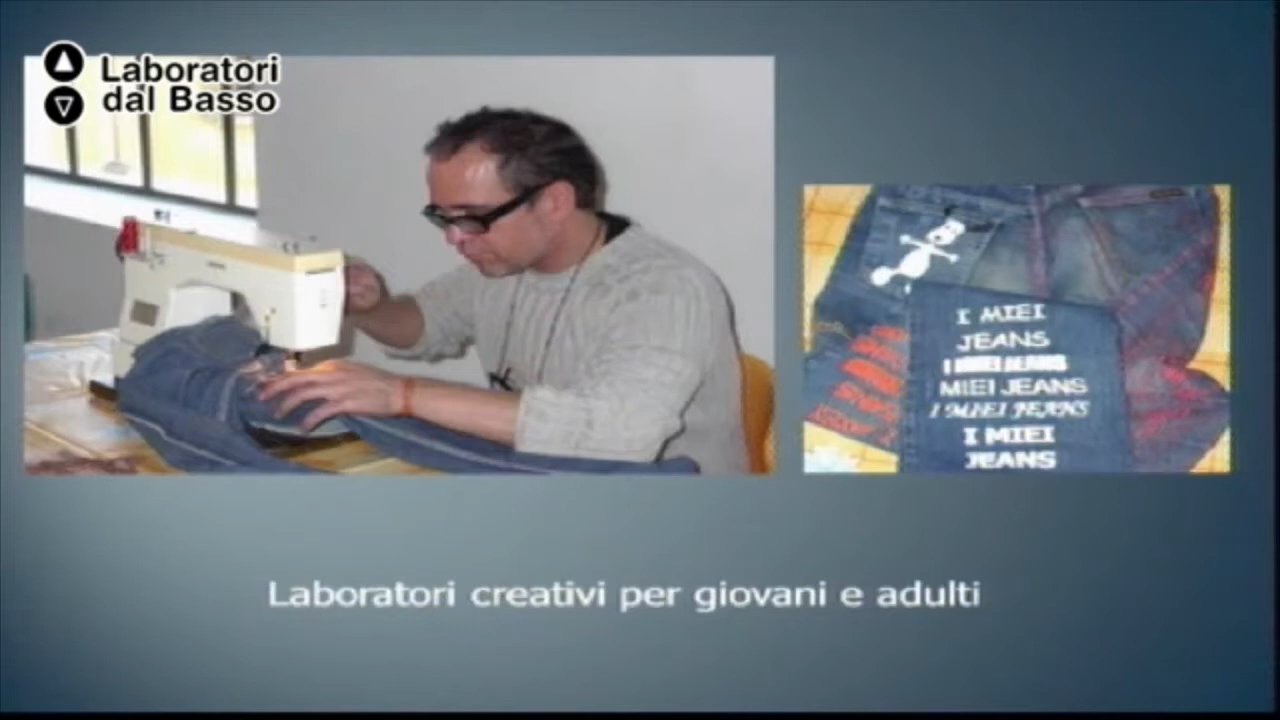 Laboratori
dal Basso
I MIEI
JEANS
I MIEI JEANS
MIEI JEANS
I MIEI JEANS
I MIEI
JEANS
Laboratori creativi per giovani e adulti